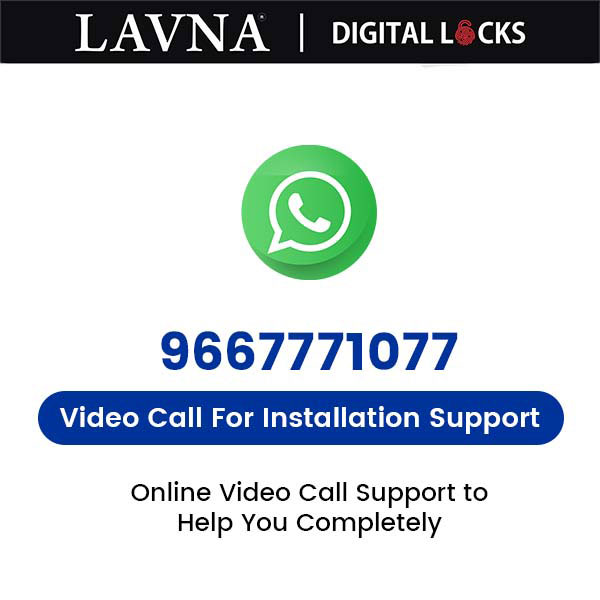 LAVNA® | DIGITAL LOCKS
9667771077
Video Call For Installation Support
Online Video Call Support to
Help You Completely